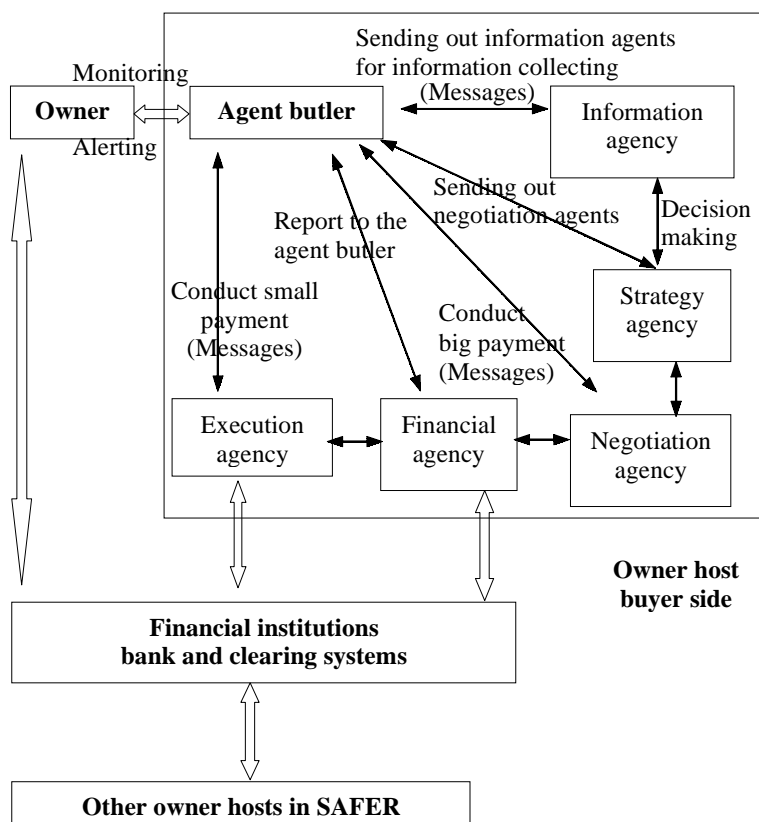 Sending out information agents
for information collecting
(Messages)
Monitoring
Owner
Agent butler
Information
agency
Alerting
Sending out
negotiation agents
Decision
making
Report to the
agent butler
Conduct small
payment
(Messages)
Strategy
agency
Conduct
big payment
(Messages)
Execution
agency
Financial
agency
Negotiation
agency
Owner host
buyer side
Financial institutions
bank and clearing systems
Other owner hosts in SAFER